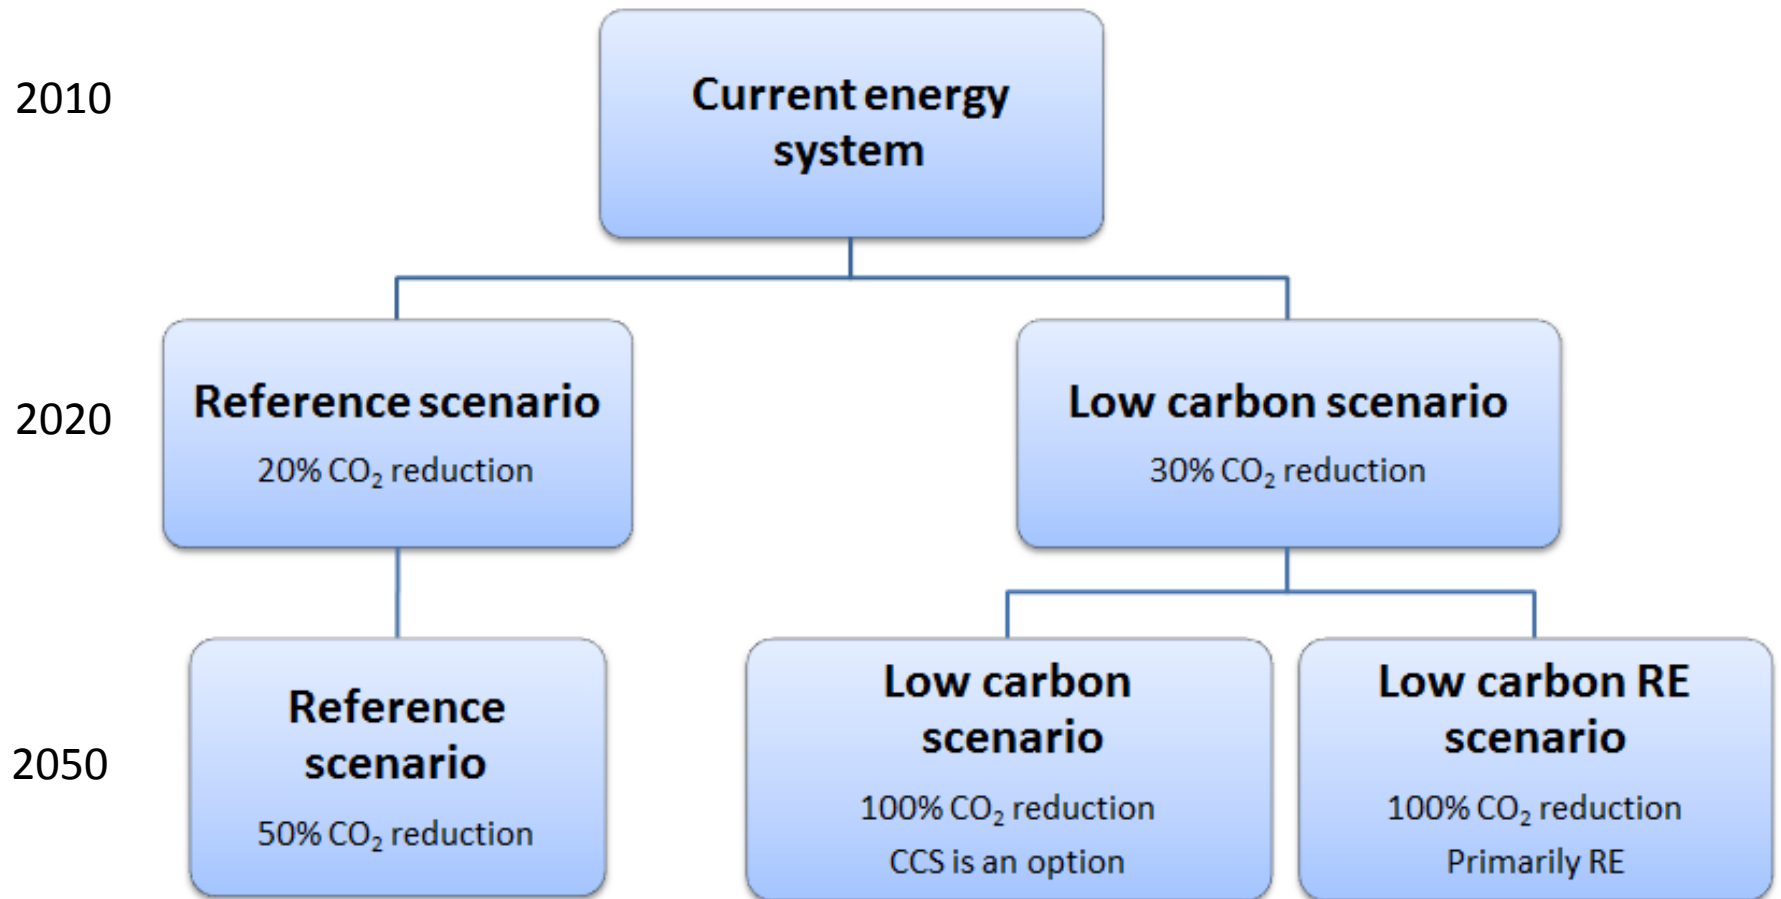 2010
Current energy
system
2020
Reference scenario
20% CO₂ reduction
Low carbon scenario
30% CO₂ reduction
2050
Reference
scenario
50% CO₂ reduction
Low carbon
scenario
100% CO₂ reduction
CCS is an option
Low carbon RE
scenario
100% CO₂ reduction
Primarily RE